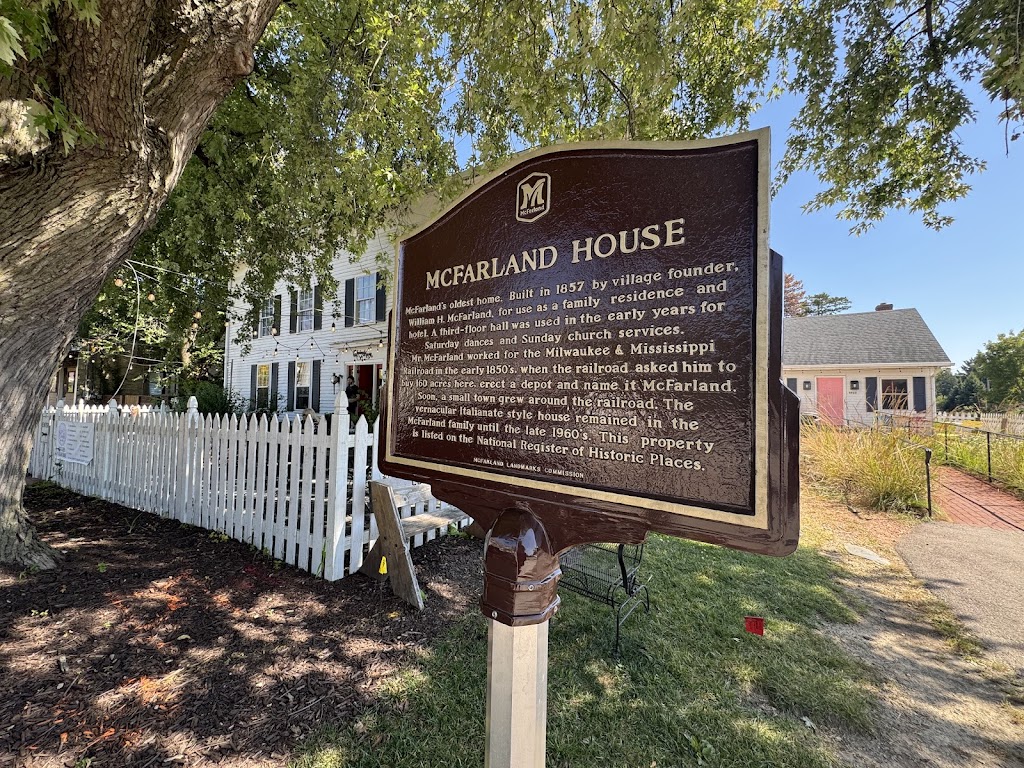 M
McFarland
MCFARLAND HOUSE
McFarland's oldest home. Built in 1857 by village founder,
William H. McFarland, for use as a family residence and
hotel. A third-floor hall was used in the early years for
Saturday dances and Sunday church services.
Mr. McFarland worked for the Milwaukee & Mississippi
Railroad in the early 1850's, when the railroad asked him to
buy 160 acres here, erect a depot and name it McFarland.
Soon, a small town grew around the railroad. The
vernacular Italianate style house remained in the
McFarland family until the late 1960's. This property
is listed on the National Register of Historic Places.
MCFARLAND LANDMARKS COMMISSION